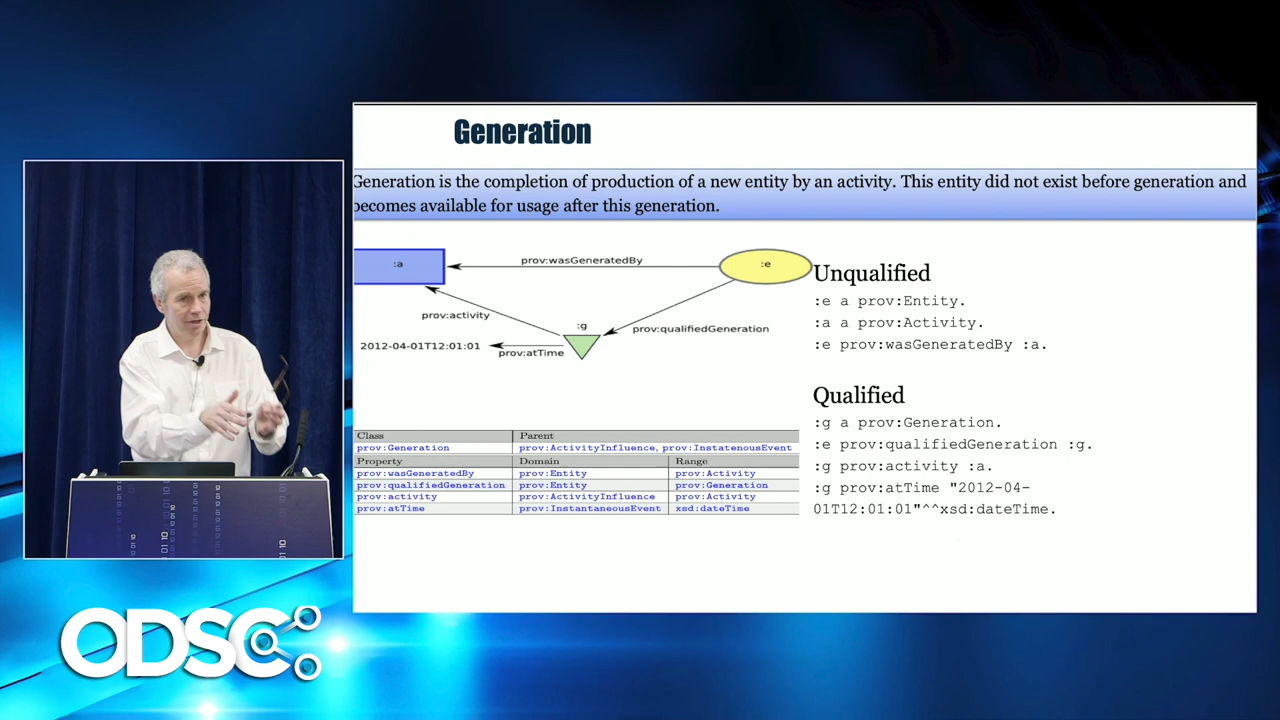 Generation
Generation is the completion of production of a new entity by an activity. This entity did not exist before generation and
becomes available for usage after this generation.
:a
prov:wasGeneratedBy
:e
prov:activity
:g
prov:qualifiedGeneration
2012-04-01T12:01:01
prov:atTime
Unqualified
:e a prov:Entity.
:a a prov:Activity.
:e prov:wasGeneratedBy :a.
Qualified
:g a prov:Generation.
:e prov:qualifiedGeneration :g.
:g prov:activity :a.
:g prov:atTime "2012-04-
01T12:01:01"^^xsd:dateTime.
Class Parent
prov:Generation prov:ActivityInfluence, prov:InstatenousEvent
Property Domain Range
prov:wasGeneratedBy prov:Entity prov:Activity
prov:qualifiedGeneration prov:Entity prov:Generation
prov:activity prov:ActivityInfluence prov:Activity
prov:atTime prov:InstantaneousEvent xsd:dateTime
ODSC